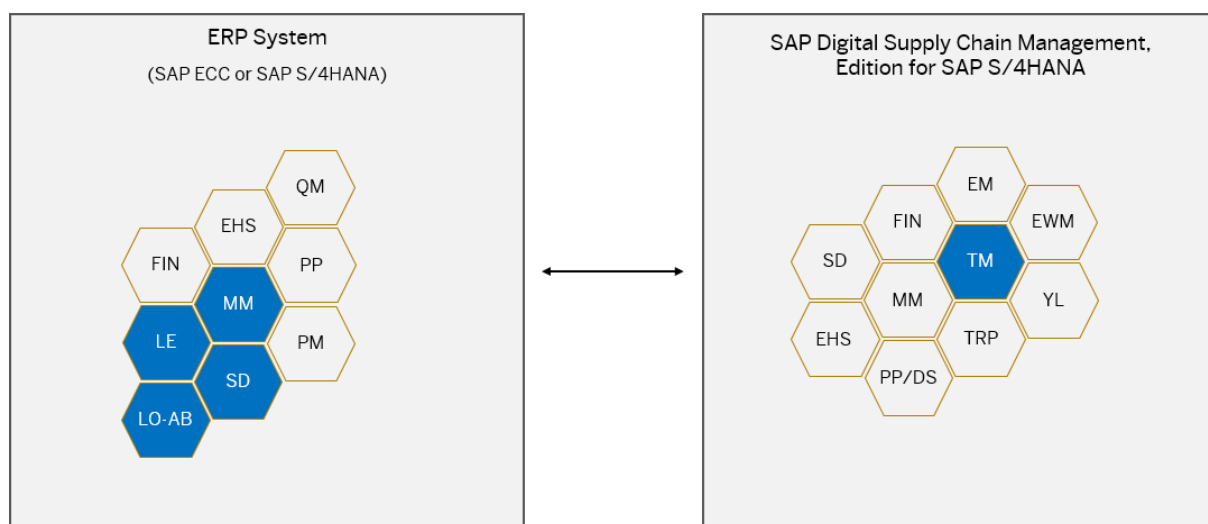 ERP System
(SAP ECC or SAP S/4HANA)
QM
EHS
FIN
PP
MM
LE
PM
SD
LO-AB
SAP Digital Supply Chain Management,
Edition for SAP S/4HANA
EM
FIN
EWM
SD
TM
MM
YL
EHS
TRP
PP/DS